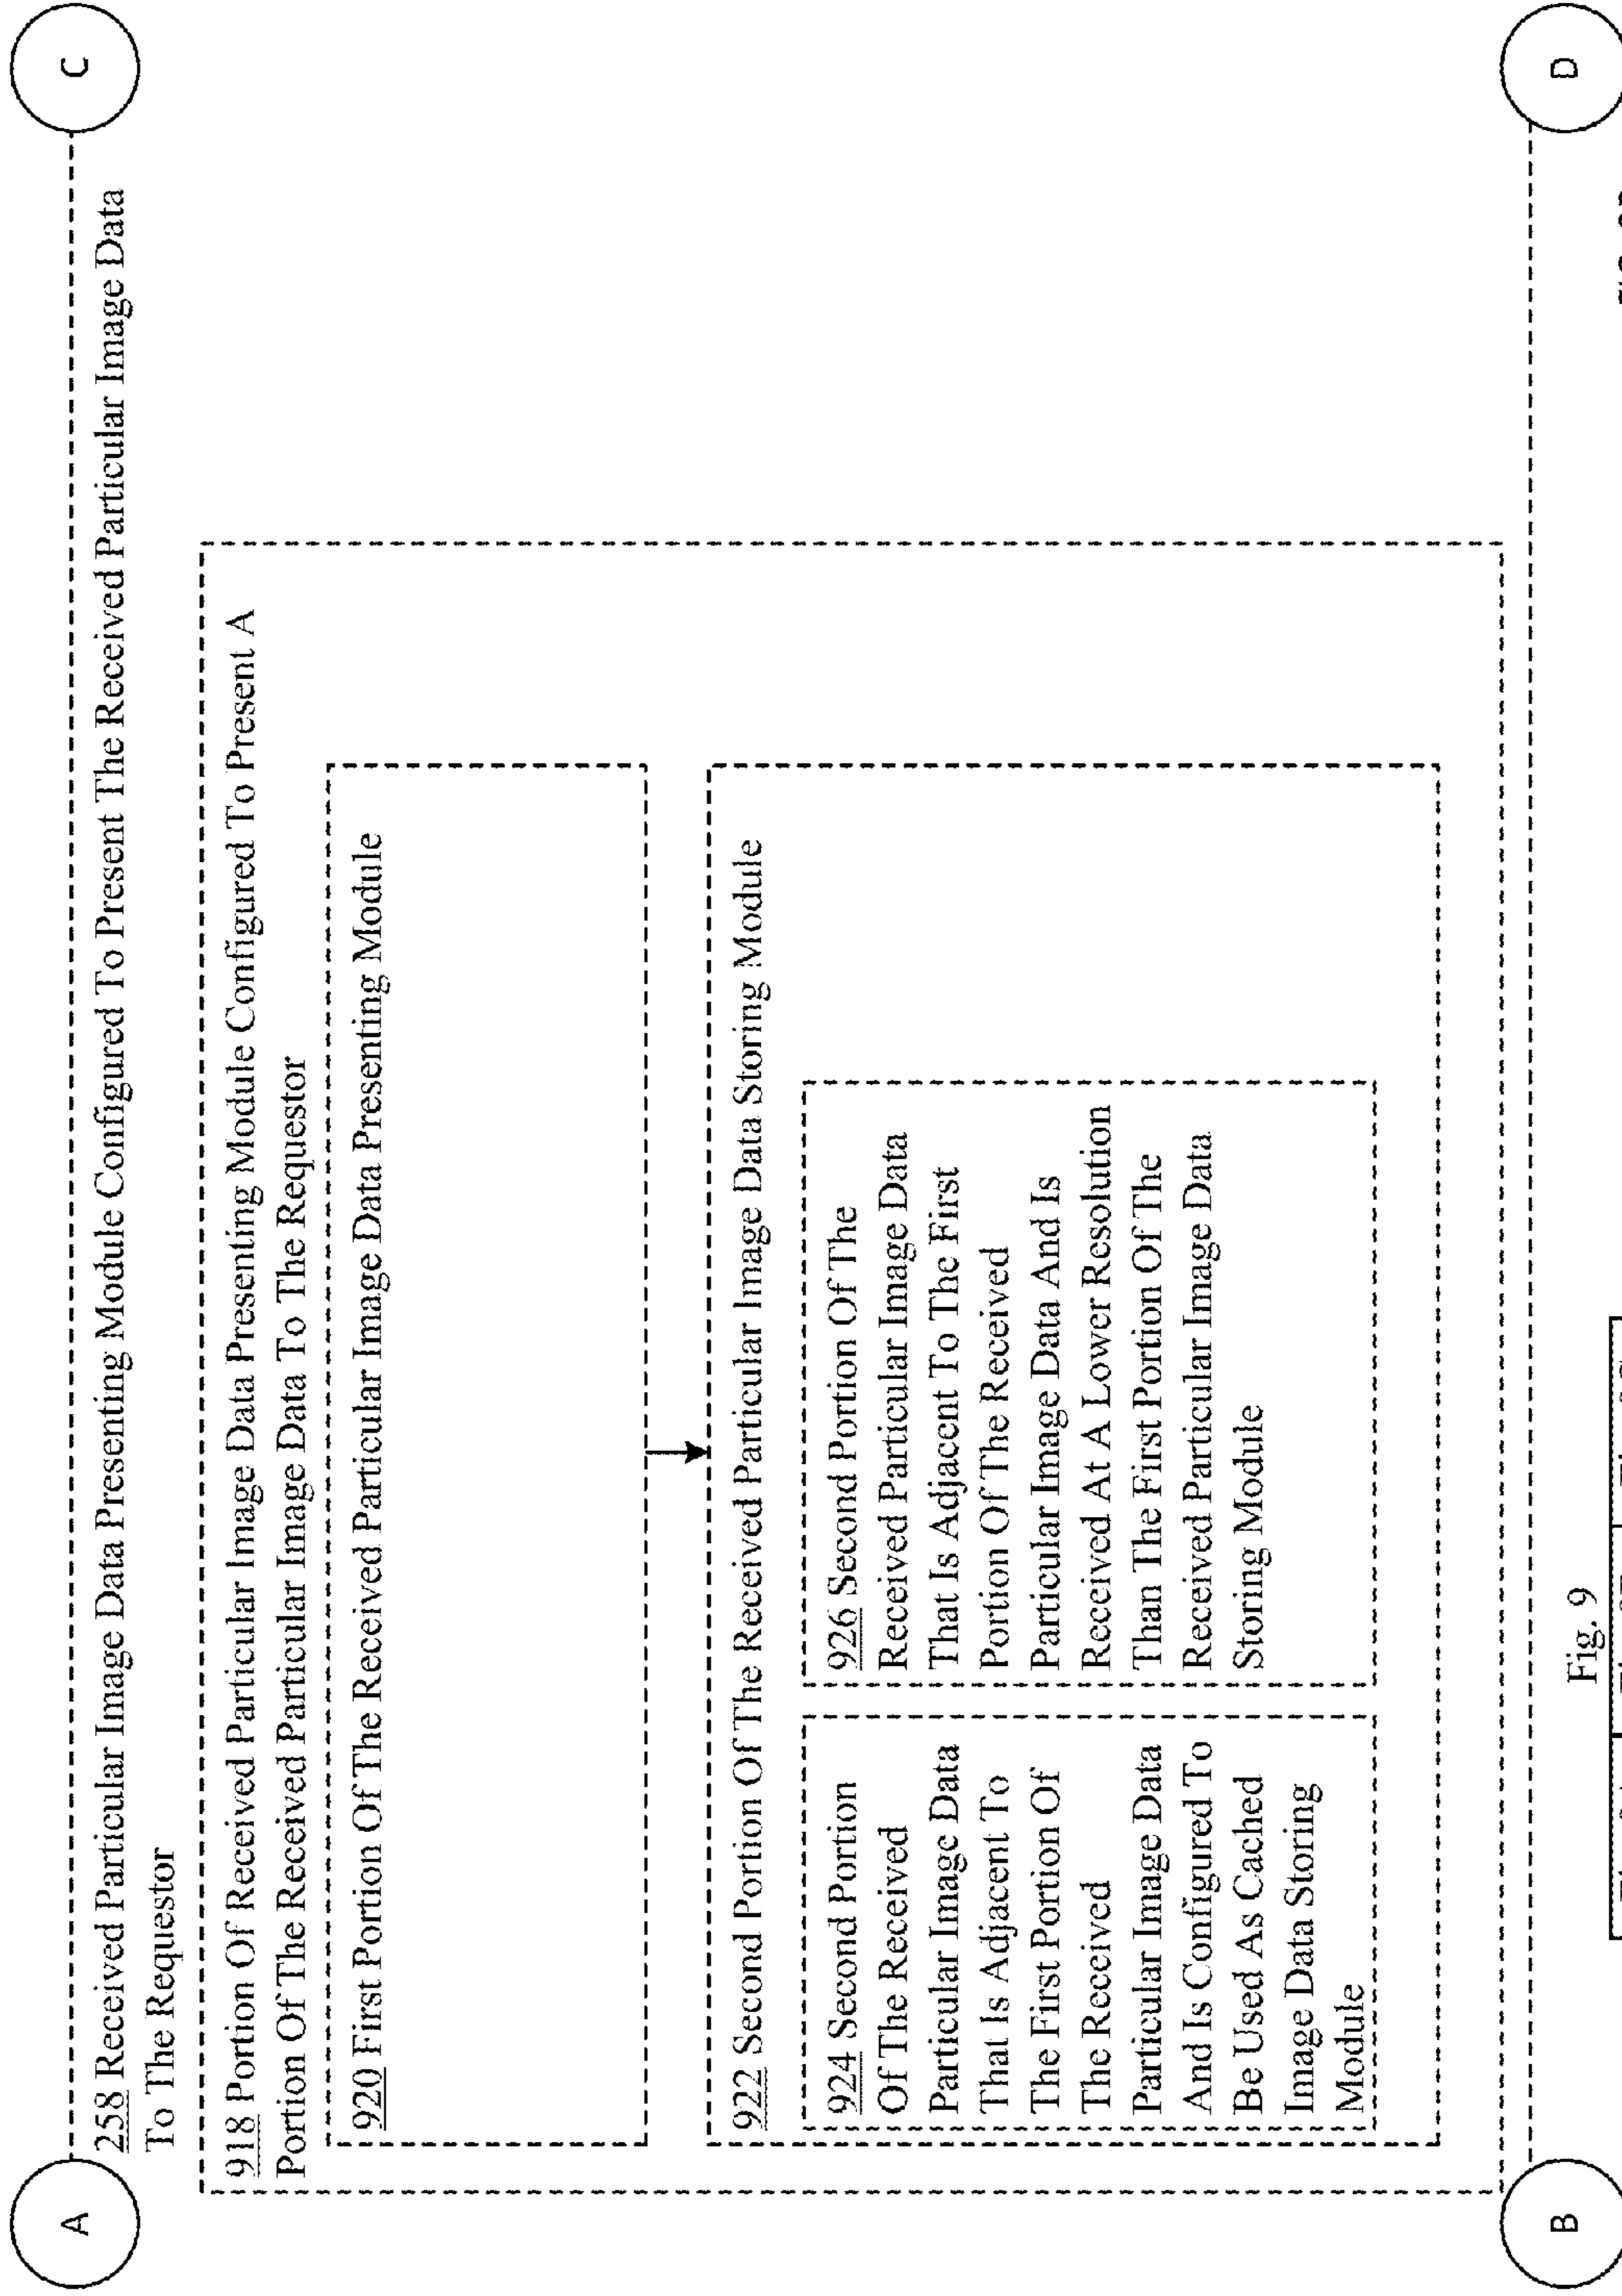 A
C
258 Received Particular Image Data Presenting Module Configured To Present The Received Particular Image Data
To The Requestor
918 Portion Of Received Particular Image Data Presenting Module Configured To Present A
Portion Of The Received Particular Image Data To The Requestor
920 First Portion Of The Received Particular Image Data Presenting Module
922 Second Portion Of The Received Particular Image Data Storing Module
924 Second Portion
Of The Received
Particular Image Data
That Is Adjacent To
The First Portion Of
The Received
Particular Image Data
And Is Configured To
Be Used As Cached
Image Data Storing
Module
926 Second Portion Of The
Received Particular Image Data
That Is Adjacent To The First
Portion Of The Received
Particular Image Data And Is
Received At A Lower Resolution
Than The First Portion Of The
Received Particular Image Data
Storing Module
B
D
Fig. 9